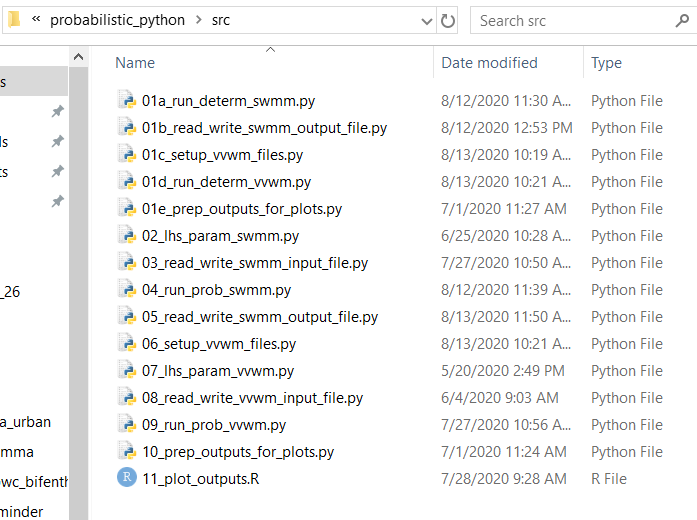 « probabilistic_python > src
Search src
Name Date modified Type
01a_run_determ_swmm.py 8/12/2020 11:30 A... Python File
01b_read_write_swmm_output_file.py 8/12/2020 12:53 PM Python File
01c_setup_vvwm_files.py 8/13/2020 10:19 A... Python File
01d_run_determ_vvwm.py 8/13/2020 10:21 A... Python File
01e_prep_outputs_for_plots.py 7/1/2020 11:27 AM Python File
02_lhs_param_swmm.py 6/25/2020 10:28 A... Python File
03_read_write_swmm_input_file.py 7/27/2020 10:50 A... Python File
04_run_prob_swmm.py 8/12/2020 11:39 A... Python File
05_read_write_swmm_output_file.py 8/13/2020 11:50 A... Python File
06_setup_vvwm_files.py 8/13/2020 10:21 A... Python File
07_lhs_param_vvwm.py 5/20/2020 2:49 PM Python File
08_read_write_vvwm_input_file.py 6/4/2020 9:03 AM Python File
09_run_prob_vvwm.py 7/27/2020 10:56 A... Python File
10_prep_outputs_for_plots.py 7/1/2020 11:24 AM Python File
R 11_plot_outputs.R 7/28/2020 9:28 AM R File
s
ls
ts
_26
a_urban
mma
wc_bifenth
minder